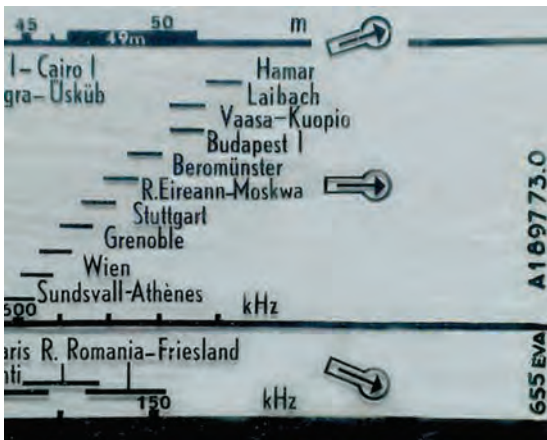 45 50 m
49m
I–Cairo I
Hamar
gra–Üsküb
Laibach
Vaasa–Kuopio
Budapest I
Beromünster
R.Eireann–Moskwa
Stuttgart
Grenoble
Wien
Sundsvall-Athènes
500 kHz
aris R. Romania–Friesland
nti
150 kHz
A189773.0
655 EVA